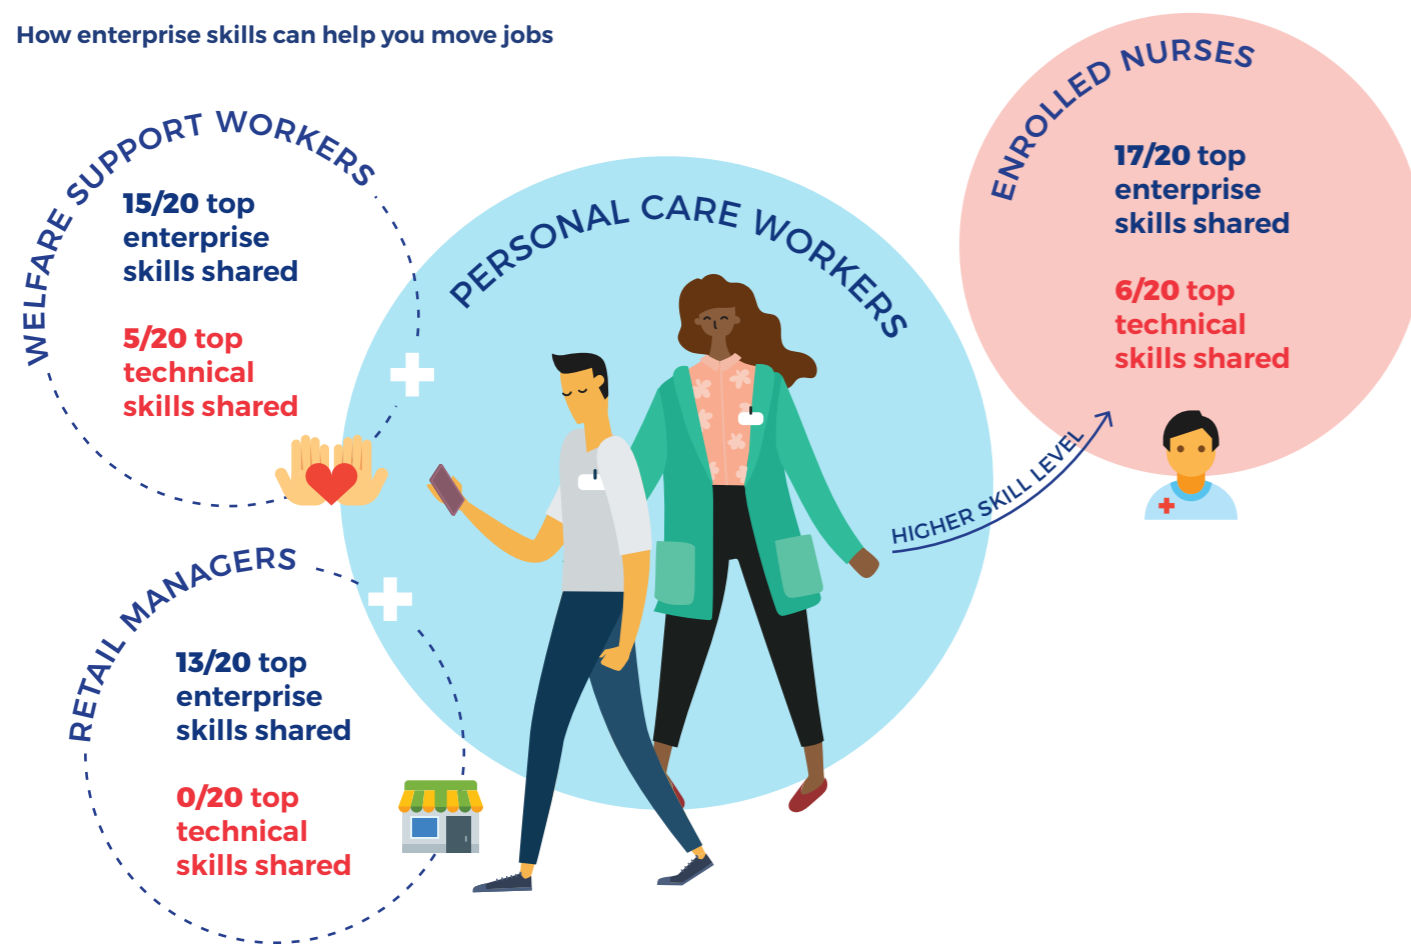 How enterprise skills can help you move jobs
WELFARE SUPPORT WORKERS
15/20 top
enterprise
skills shared
5/20 top
technical
skills shared
PERSONAL CARE WORKERS
ENROLLED NURSES
17/20 top
enterprise
skills shared
6/20 top
technical
skills shared
HIGHER SKILL LEVEL
RETAIL MANAGERS
13/20 top
enterprise
skills shared
0/20 top
technical
skills shared